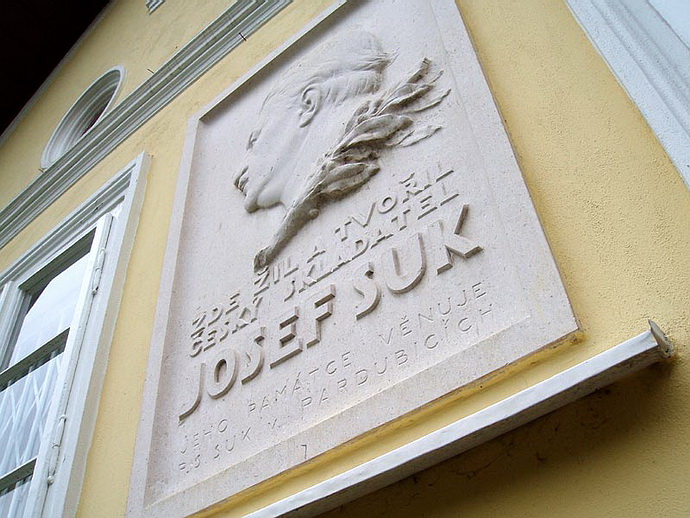 ZDE ŽIL A TVOŘIL
ČESKÝ SKLADATEL
JOSEF SUK
JEHO PAMÁTCE VĚNUJE
P.S SUK V PARDUBICÍCH